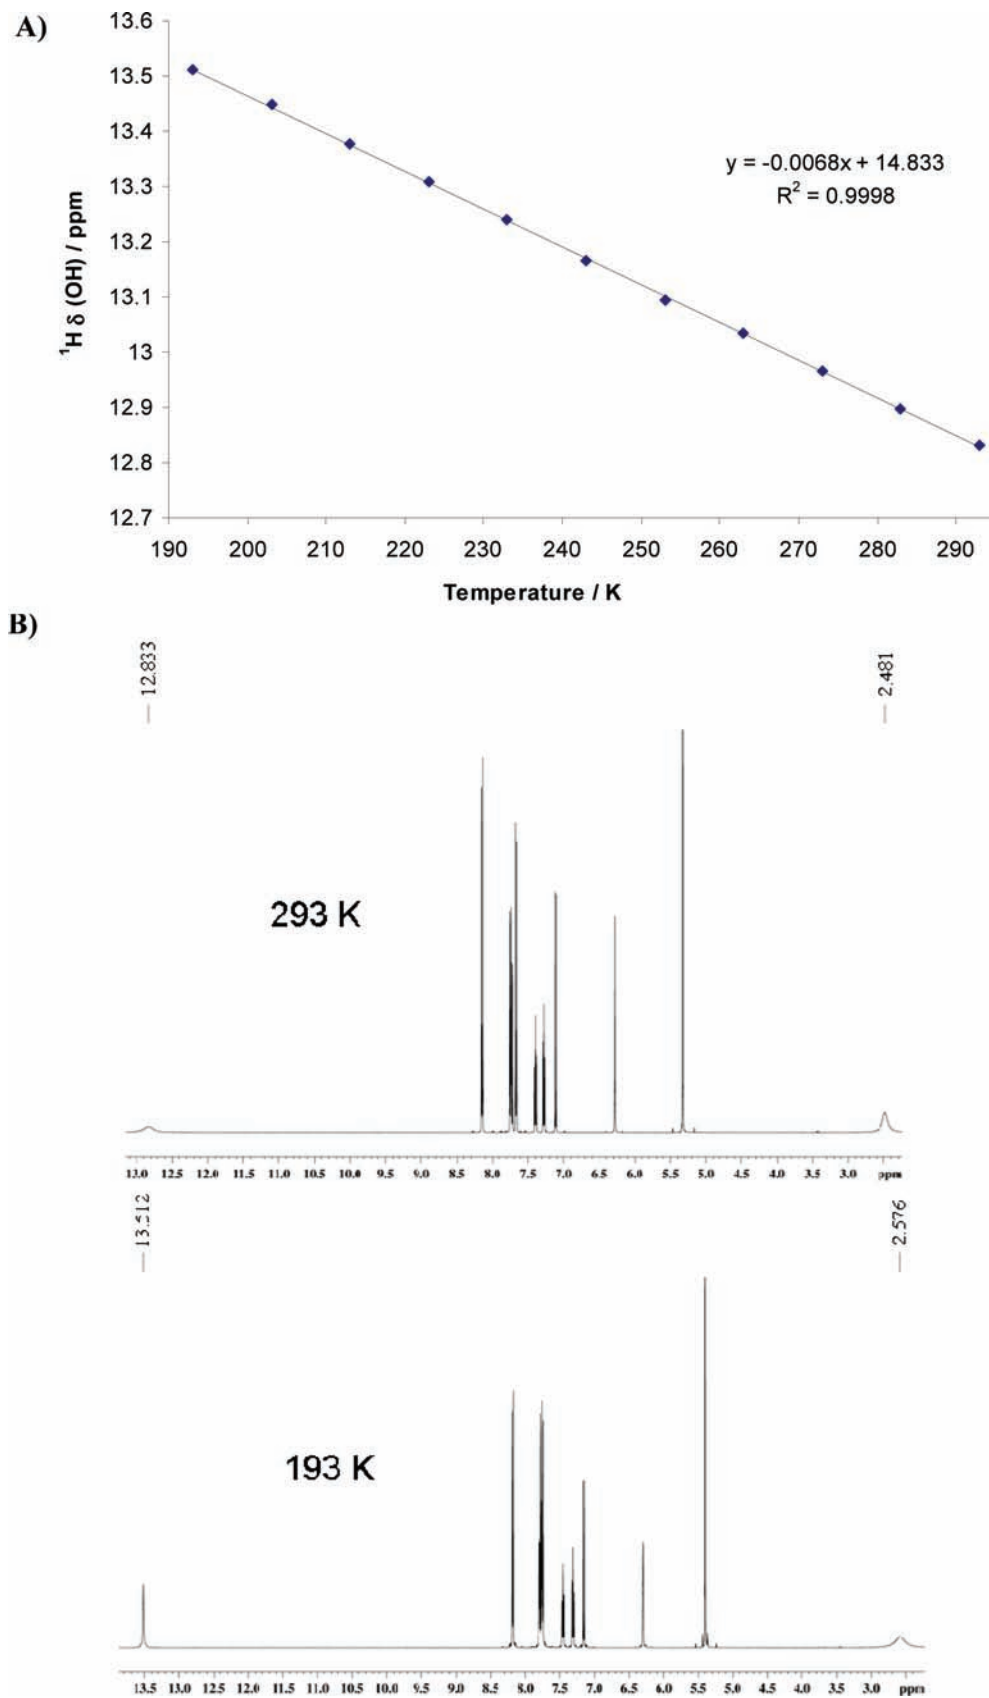 A)
13.6
13.5
13.4
13.3
13.2
13.1
13
12.9
12.8
12.7
¹H δ (OH) / ppm
y = -0.0068x + 14.833
R² = 0.9998
190 200 210 220 230 240 250 260 270 280 290
Temperature / K
B)
12.833
2.481
293 K
13.0 12.5 12.0 11.5 11.0 10.5 10.0 9.5 9.0 8.5 8.0 7.5 7.0 6.5 6.0 5.5 5.0 4.5 4.0 3.5 3.0 ppm
13.512
2.576
193 K
13.5 13.0 12.5 12.0 11.5 11.0 10.5 10.0 9.5 9.0 8.5 8.0 7.5 7.0 6.5 6.0 5.5 5.0 4.5 4.0 3.5 3.0 ppm